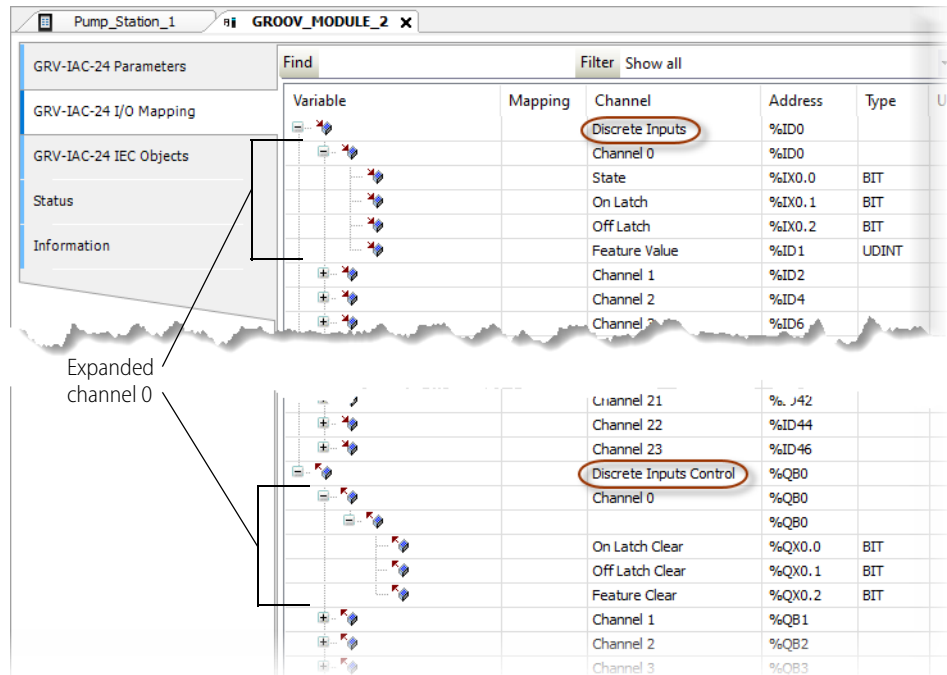 Pump_Station_1 GROOV_MODULE_2
GRV-IAC-24 Parameters
GRV-IAC-24 I/O Mapping
GRV-IAC-24 IEC Objects
Status
Information
Find Filter Show all
Variable Mapping Channel Address Type U
Discrete Inputs %ID0
Channel 0 %ID0
State %IX0.0 BIT
On Latch %IX0.1 BIT
Off Latch %IX0.2 BIT
Feature Value %ID1 UDINT
Channel 1 %ID2
Channel 2 %ID4
Channel %ID6
Expanded
channel 0
Channel 21
Channel 22 %ID44
Channel 23 %ID46
Discrete Inputs Control %QB0
Channel 0 %QB0
%QB0
On Latch Clear %QX0.0 BIT
Off Latch Clear %QX0.1 BIT
Feature Clear %QX0.2 BIT
Channel 1 %QB1
Channel 2 %QB2
Channel 3 %QB3